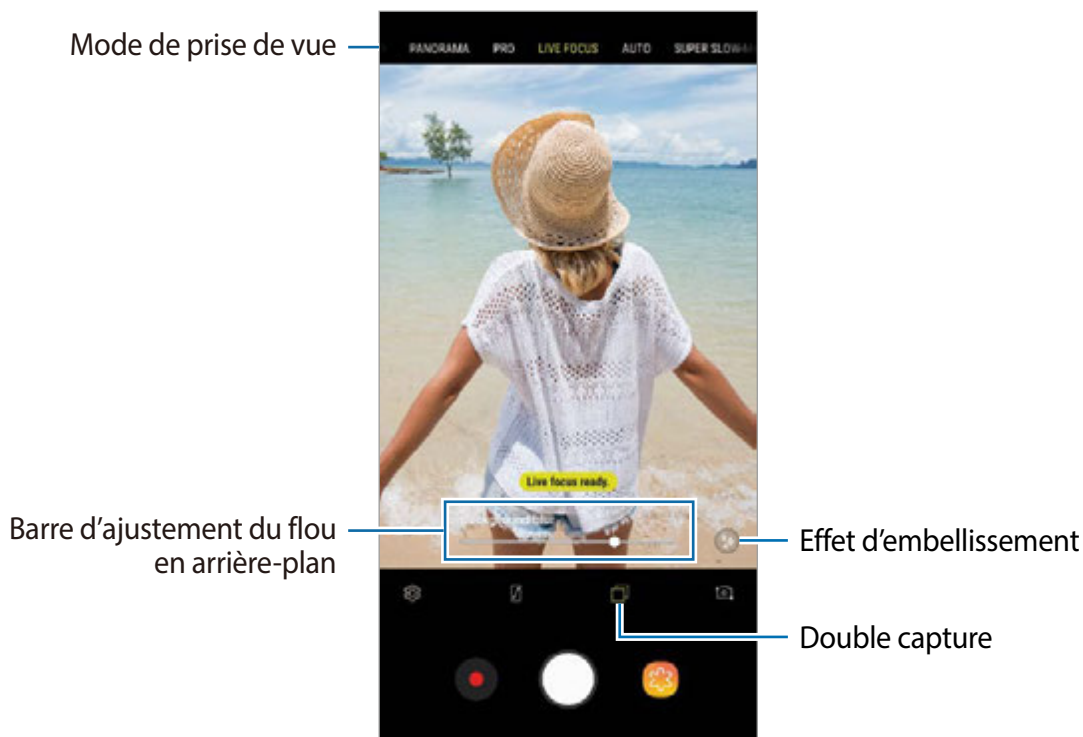 Mode de prise de vue
PANORAMA PRO LIVE FOCUS AUTO SUPER SLOW-M
Live focus ready.
Barre d'ajustement du flou
en arrière-plan
Effet d'embellissement
Double capture